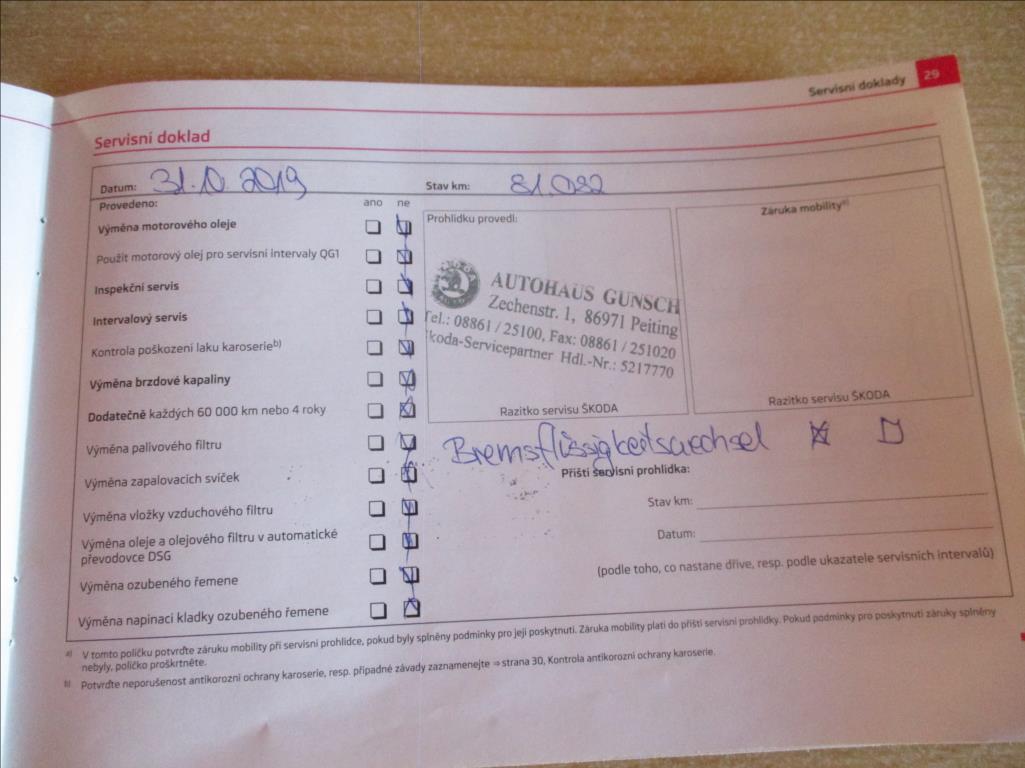 Servisní doklady 29
Servisní doklad
Datum: 31.10.2019 Stav km: 81.082
Provedeno: ano ne
Výměna motorového oleje
Použit motorový olej pro servisní intervaly QG1
Inspekční servis
Intervalový servis
Kontrola poškození laku karoserie b)
Výměna brzdové kapaliny
Dodatečně každých 60 000 km nebo 4 roky
Výměna palivového filtru
Výměna zapalovacích svíček
Výměna vložky vzduchového filtru
Výměna oleje a olejového filtru v automatické
převodovce DSG
Výměna ozubeného řemene
Výměna napínací kladky ozubeného řemene
Prohlídku provedl:
AUTOHAUS GUNSCH
Zechenstr. 1, 86971 Peiting
Tel.: 08861 / 25100, Fax: 08861 / 251020
Skoda-Servicepartner Hdl.-Nr.: 5217770
Razítko servisu ŠKODA
Záruka mobility a)
Razítko servisu ŠKODA
Bremsflüssigkeitswechsel
Příští servisní prohlídka:
Stav km:
Datum:
(podle toho, co nastane dříve, resp. podle ukazatele servisních intervalů)
a) V tomto políčku potvrďte záruku mobility při servisní prohlídce, pokud byly splněny podmínky pro její poskytnutí. Záruka mobility platí do příští servisní prohlídky. Pokud podmínky pro poskytnutí záruky splněny
nebyly, políčko proškrtněte.
b) Potvrďte neporušenost antikorozní ochrany karoserie, resp. případné závady zaznamenejte ⇒ strana 30, Kontrola antikorozní ochrany karoserie.